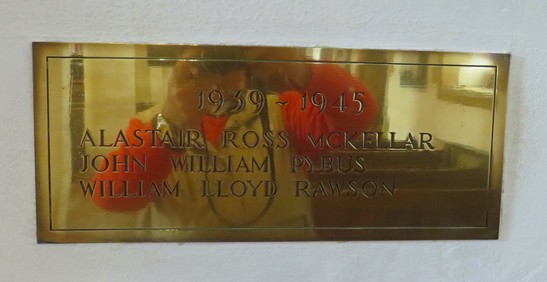 1939 ~ 1945
ALASTAIR ROSS MCKELLAR
JOHN WILLIAM PYBUS
WILLIAM LLOYD RAWSON